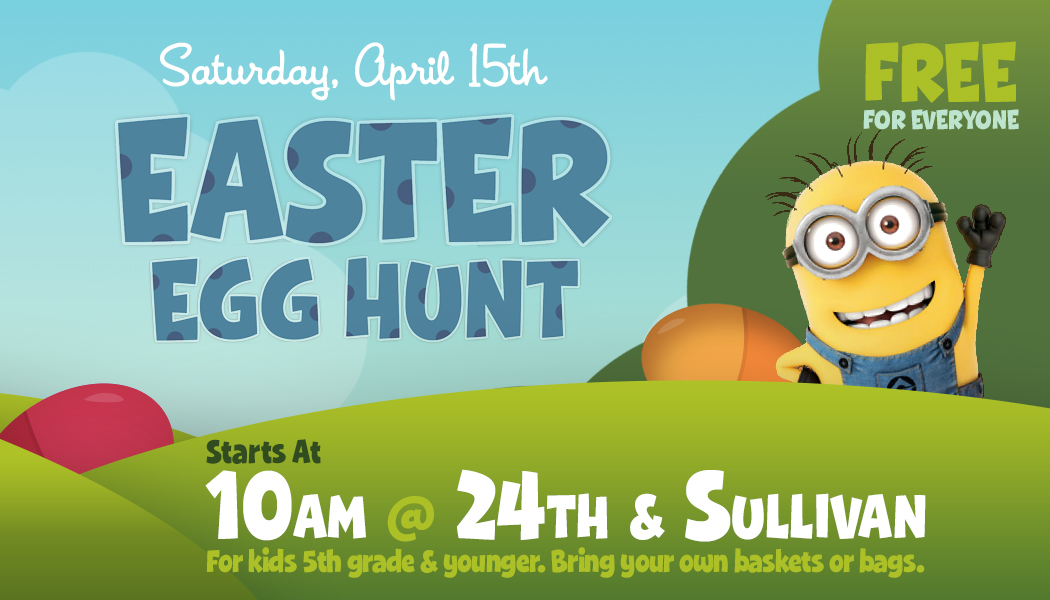 Saturday, April 15th
EASTER
EGG HUNT
FREE
FOR EVERYONE
Starts At
10AM @ 24TH & SULLIVAN
For kids 5th grade & younger. Bring your own baskets or bags.